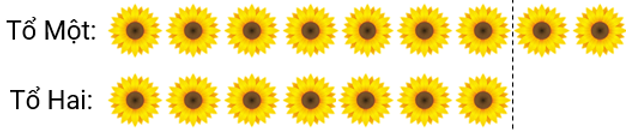 Tổ Một:
Tổ Hai: